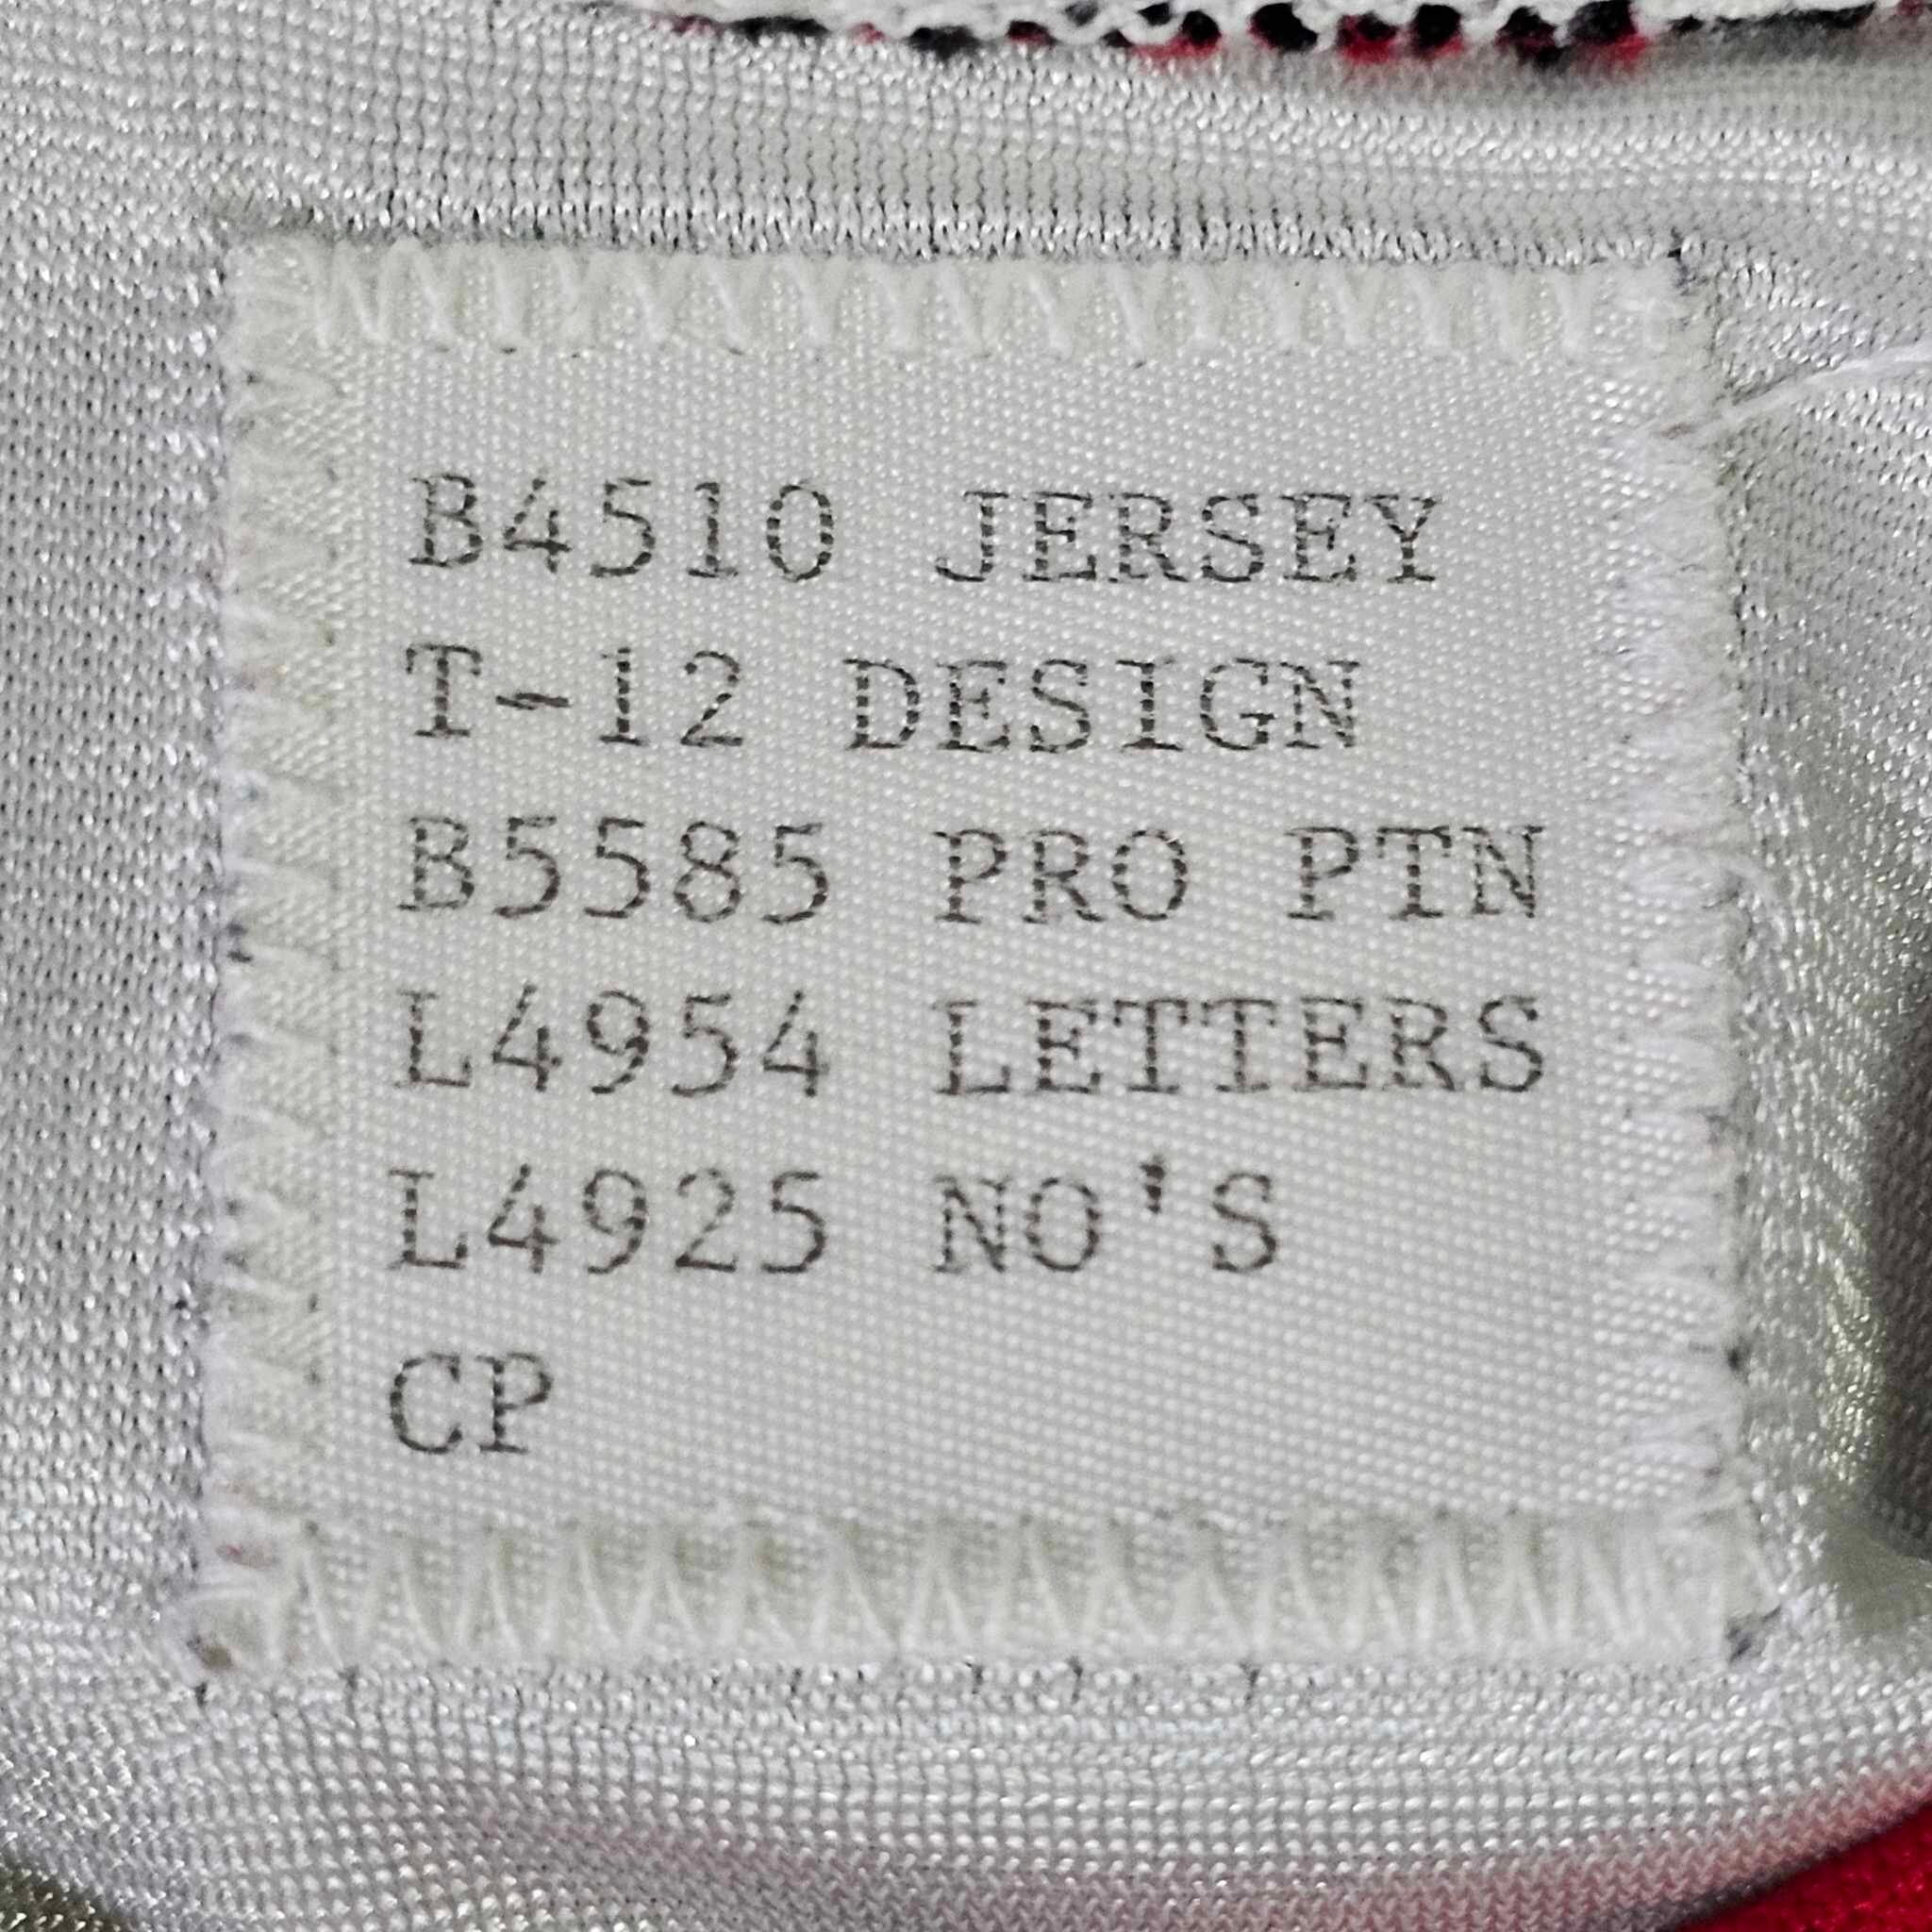 B4510 JERSEY
T-12 DESIGN
B5585 PRO PTN
L4954 LETTERS
L4925 NO'S
CP